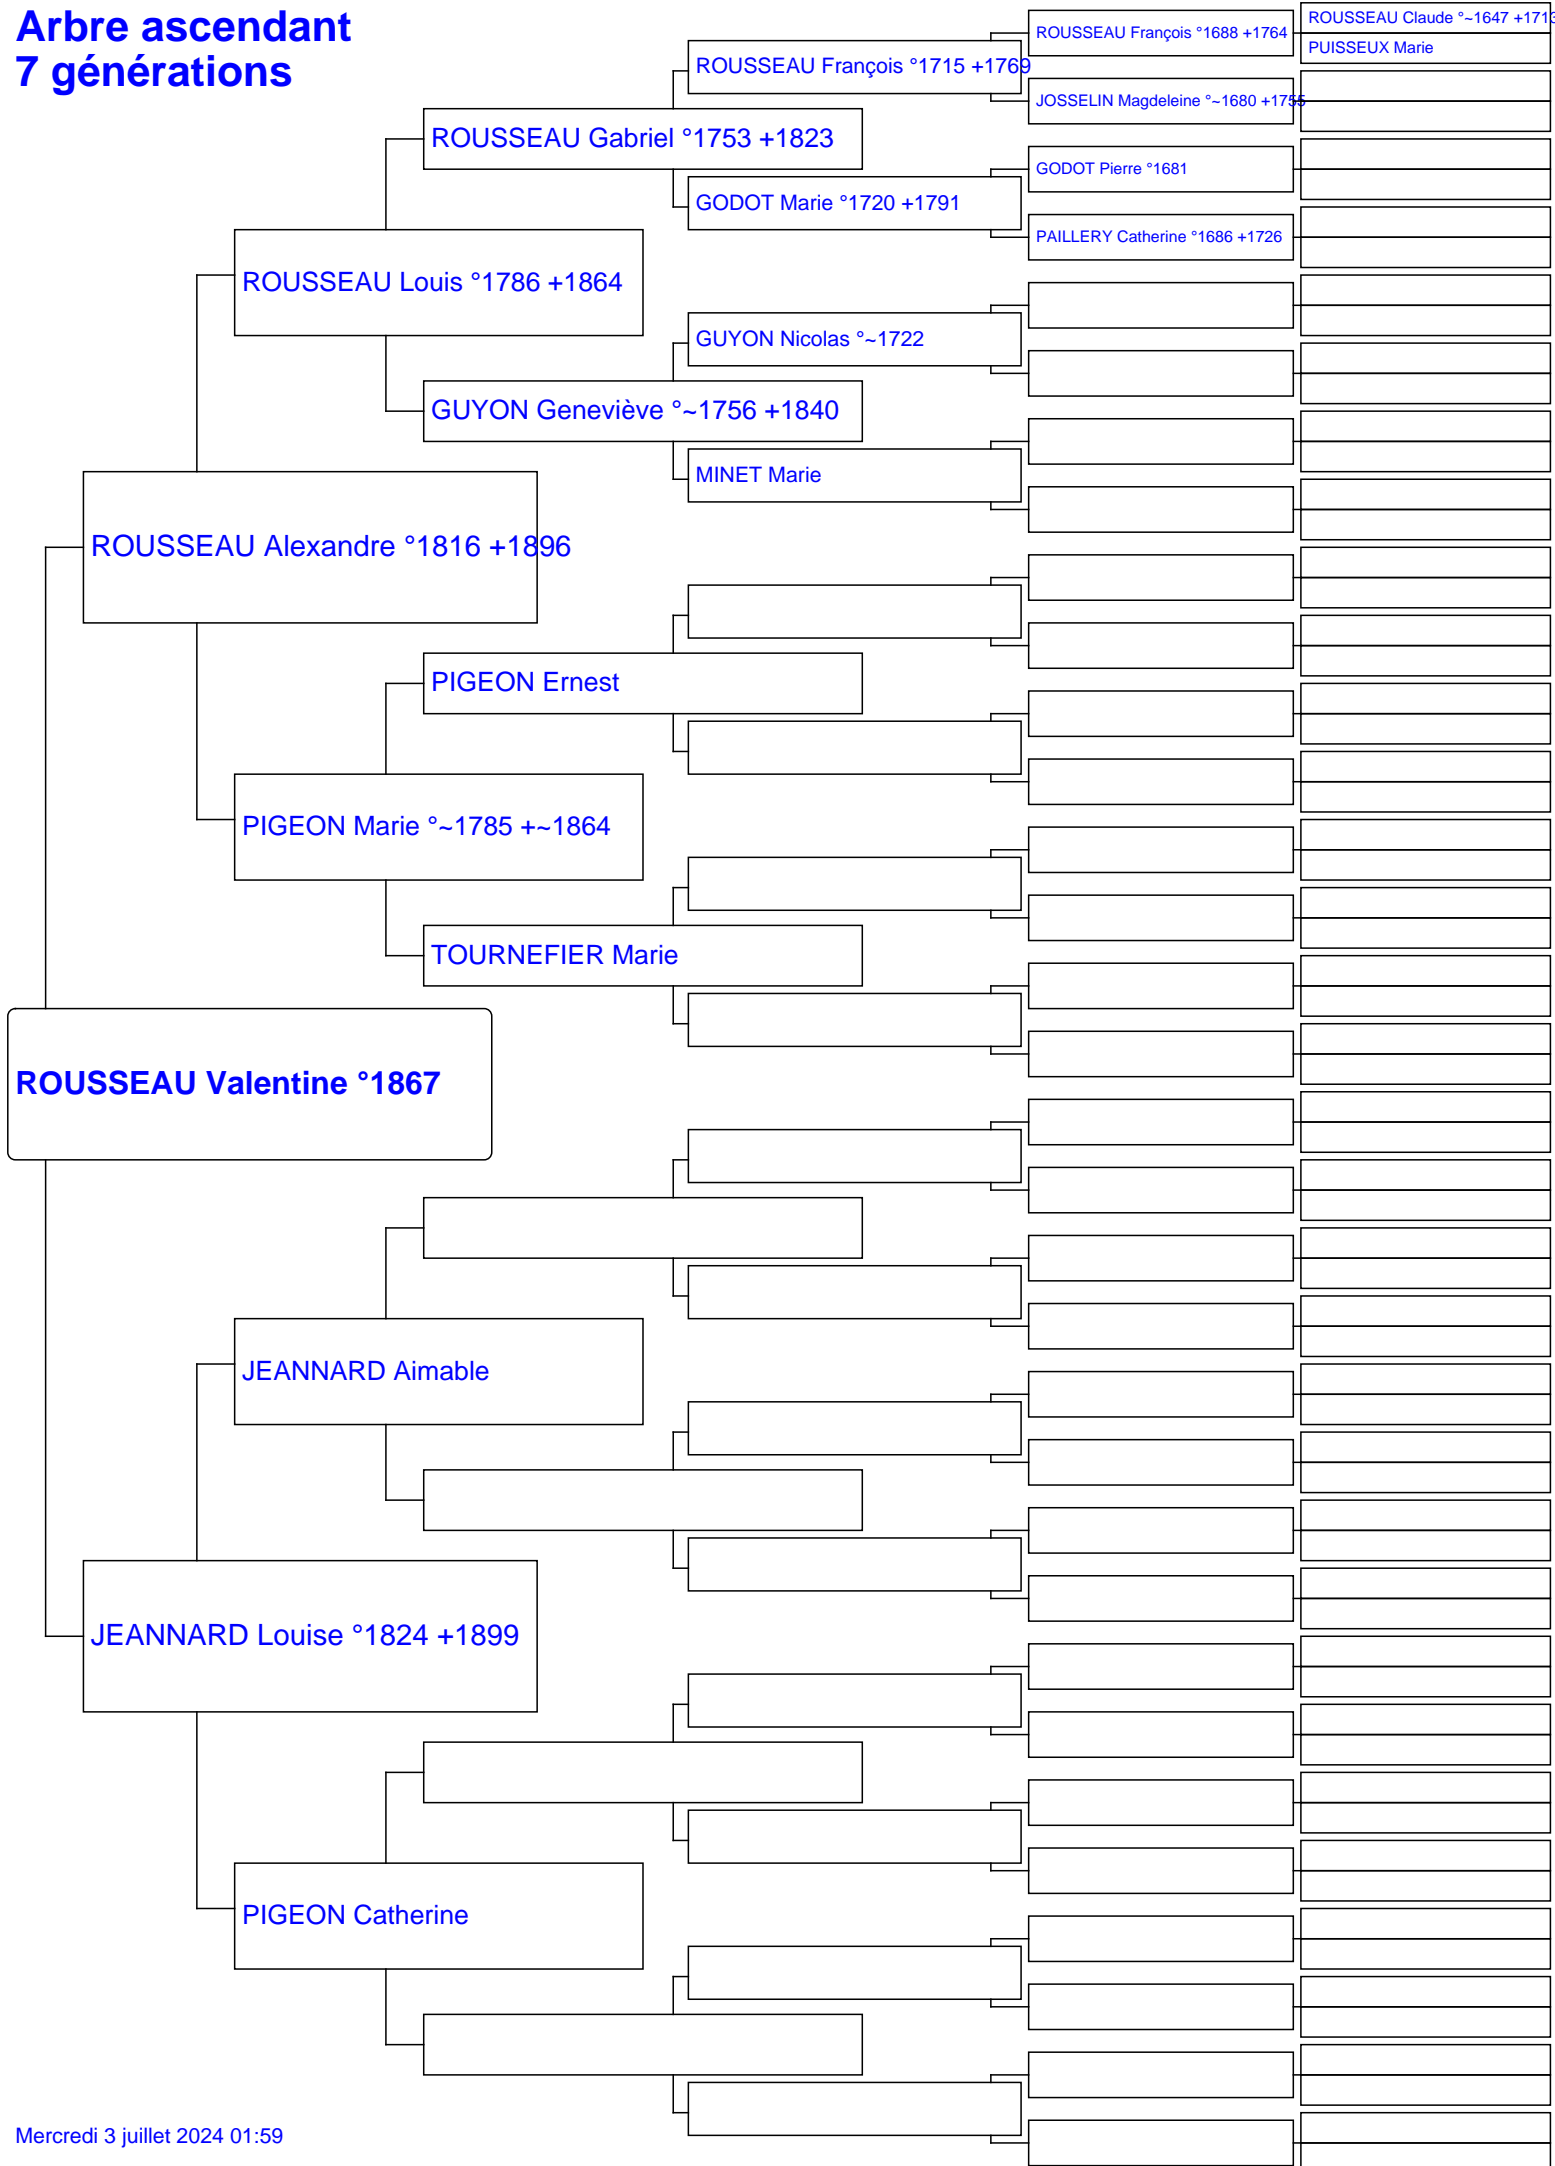 Arbre ascendant
7 générations
ROUSSEAU Claude °~1647 +1713
ROUSSEAU François °1688 +1764
PUISSEUX Marie
ROUSSEAU François °1715 +1769
JOSSELIN Magdeleine °~1680 +1755
ROUSSEAU Gabriel °1753 +1823
GODOT Pierre °1681
GODOT Marie °1720 +1791
PAILLERY Catherine °1686 +1726
ROUSSEAU Louis °1786 +1864
GUYON Nicolas °~1722
GUYON Geneviève °~1756 +1840
MINET Marie
ROUSSEAU Alexandre °1816 +1896
PIGEON Ernest
PIGEON Marie °~1785 +~1864
TOURNEFIER Marie
ROUSSEAU Valentine °1867
JEANNARD Aimable
JEANNARD Louise °1824 +1899
PIGEON Catherine
Mercredi 3 juillet 2024 01:59